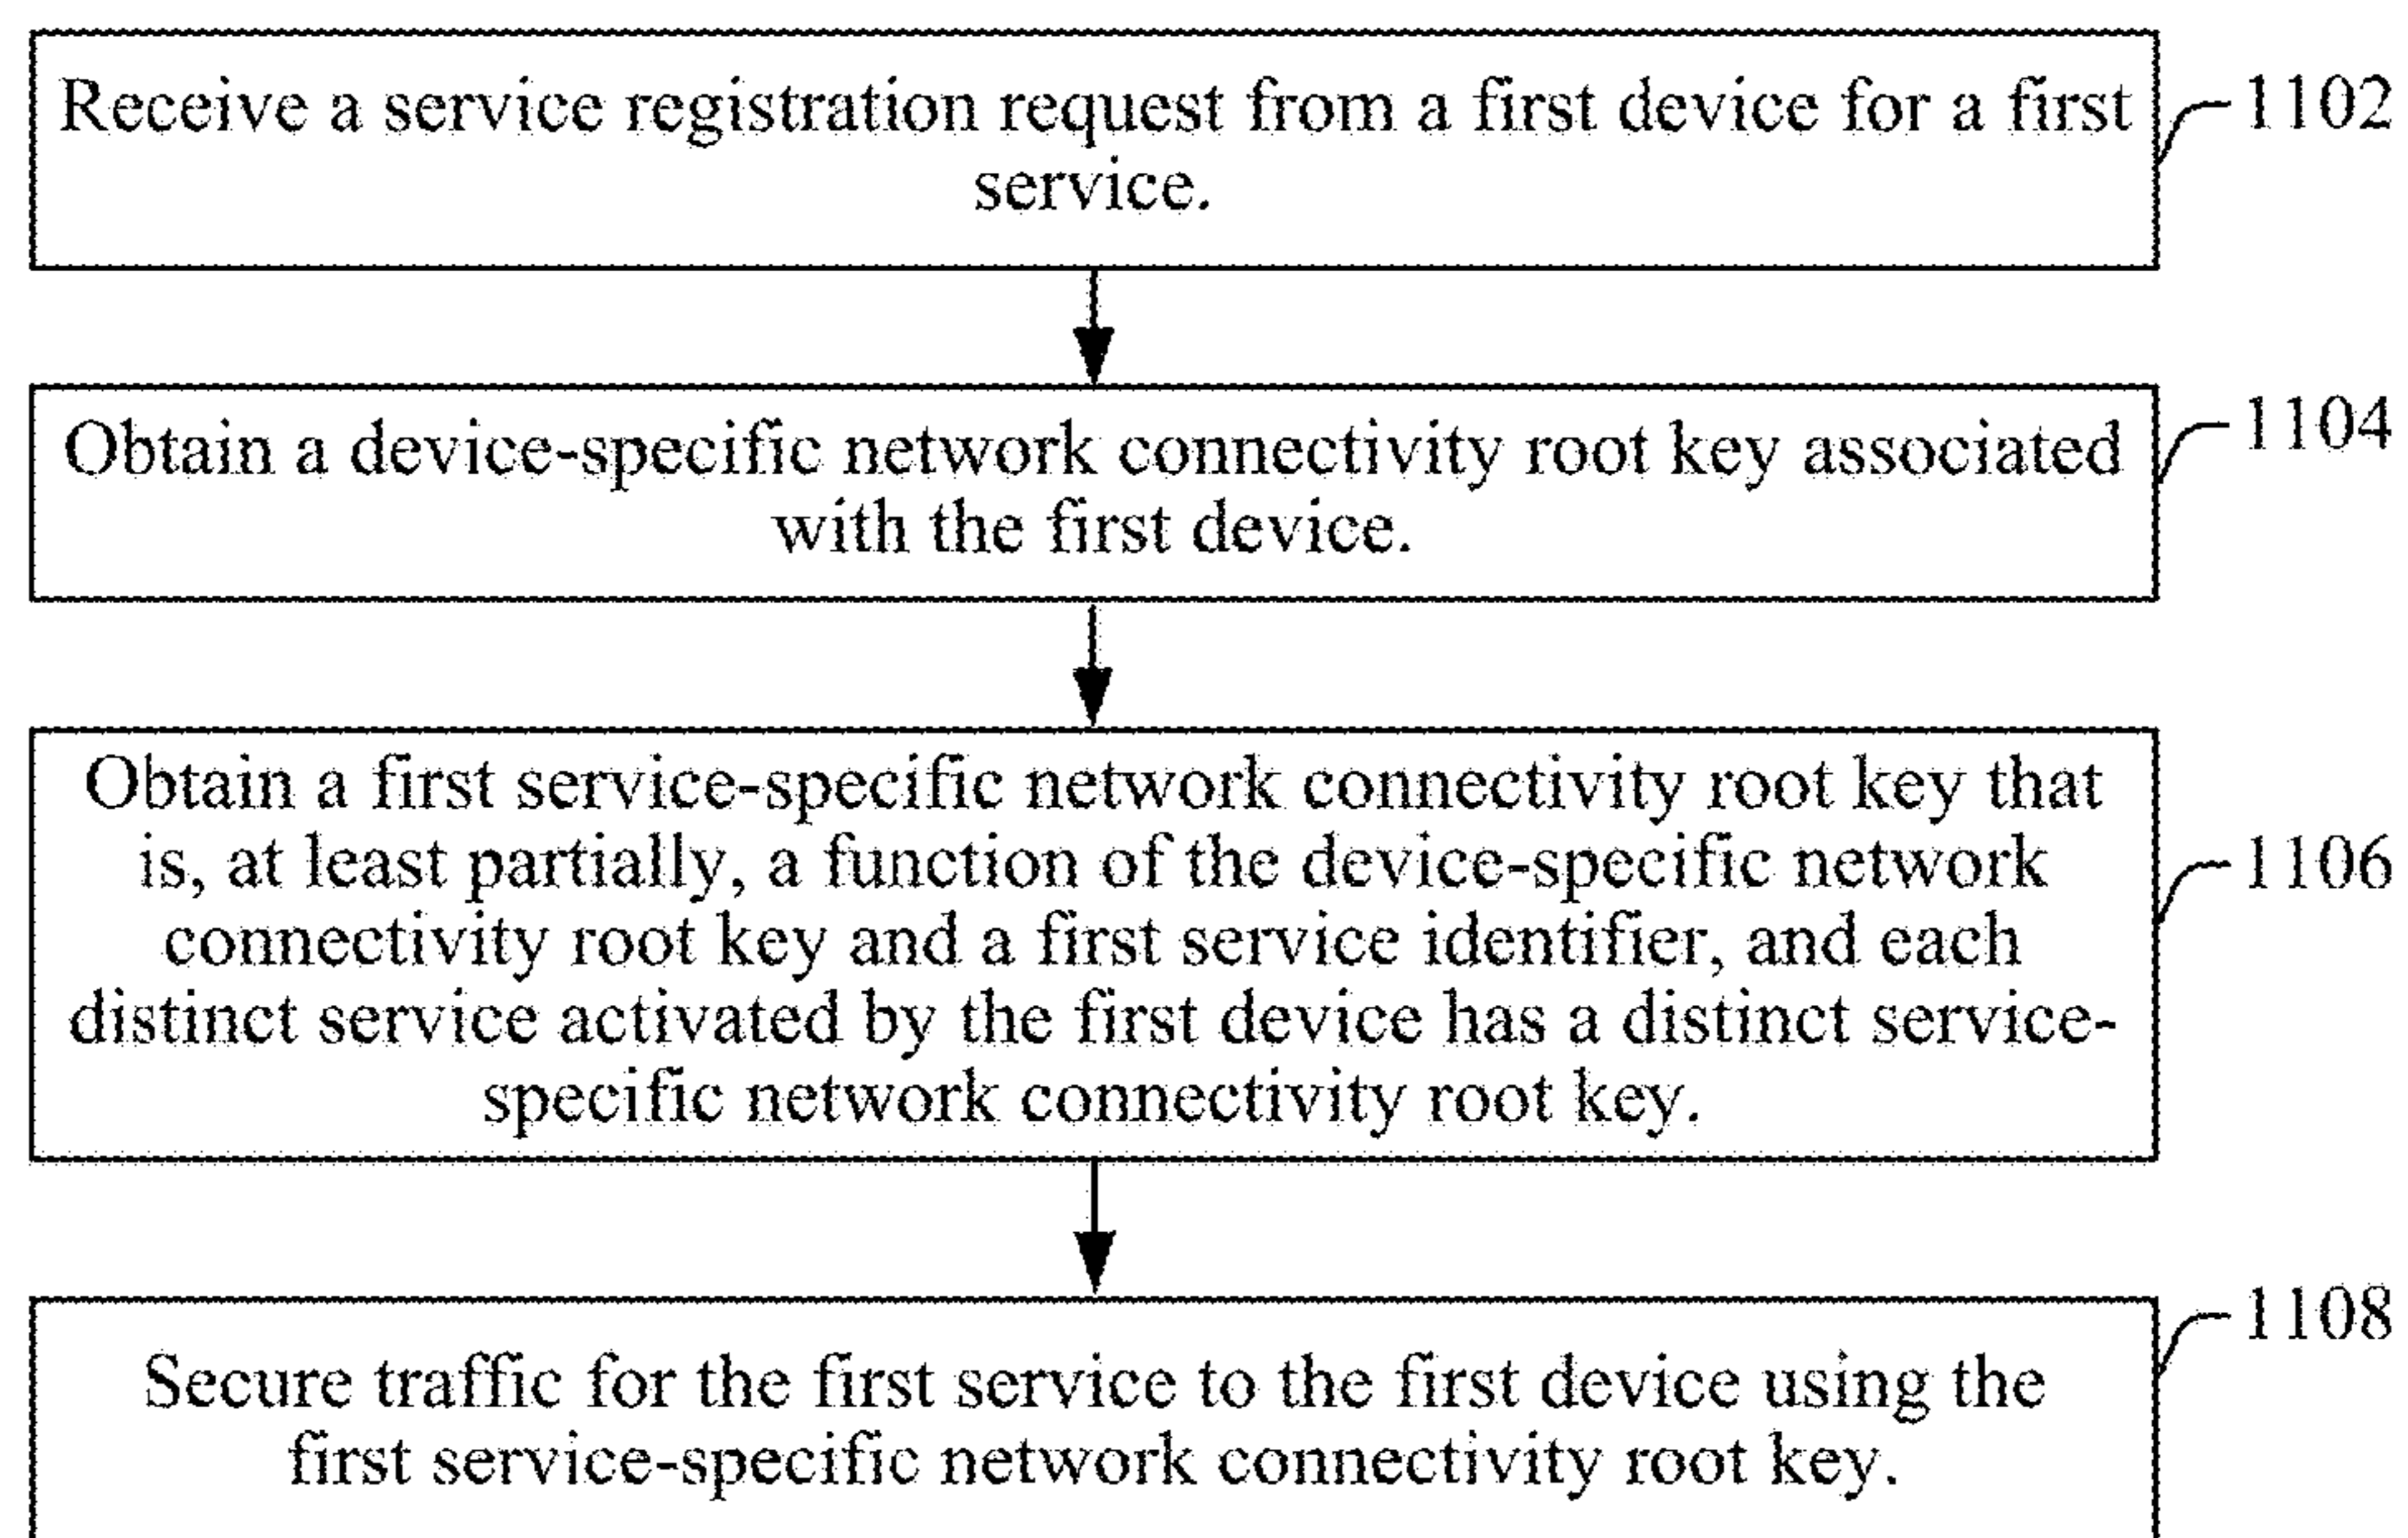 Receive a service registration request from a first device for a first
service.
1102
Obtain a device-specific network connectivity root key associated
with the first device.
1104
Obtain a first service-specific network connectivity root key that
is, at least partially, a function of the device-specific network
connectivity root key and a first service identifier, and each
distinct service activated by the first device has a distinct service-
specific network connectivity root key.
1106
Secure traffic for the first service to the first device using the
first service-specific network connectivity root key.
1108